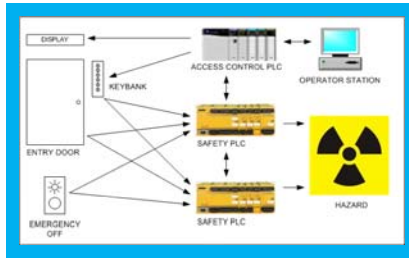 DISPLAY
ACCESS CONTROL PLC
OPERATOR STATION
KEYBANK
ENTRY DOOR
SAFETY PLC
SAFETY PLC
EMERGENCY
OFF
HAZARD